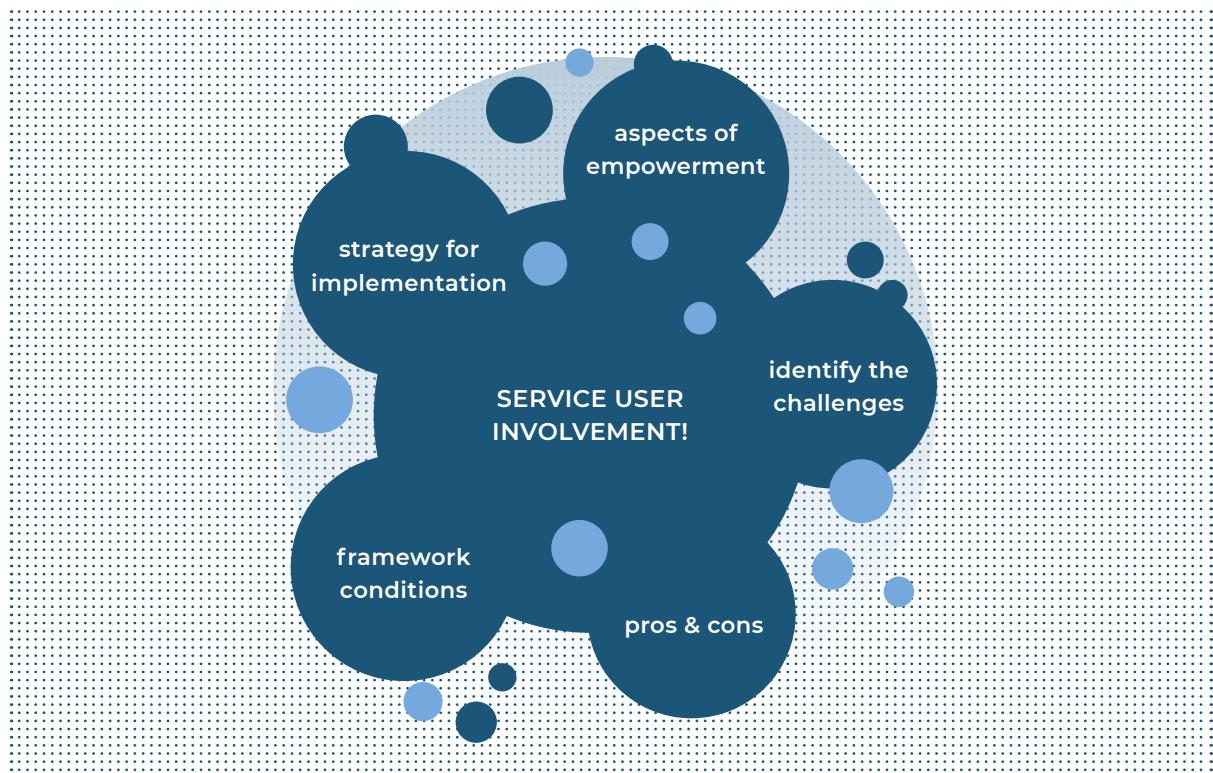 aspects of
empowerment
strategy for
implementation
identify the
challenges
SERVICE USER
INVOLVEMENT!
framework
conditions
pros & cons